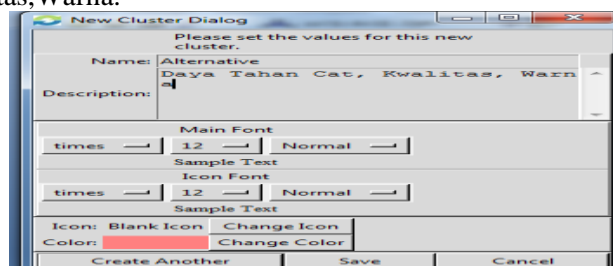 tas,Warna.
New Cluster Dialog
Please set the values for this new
cluster.
Name: Alternative
Description: Daya Tahan Cat, Kwalitas, Warn
a
Main Font
times 12 Normal
Sample Text
Icon Font
times 12 Normal
Sample Text
Icon: Blank Icon Change Icon
Color: Change Color
Create Another Save Cancel